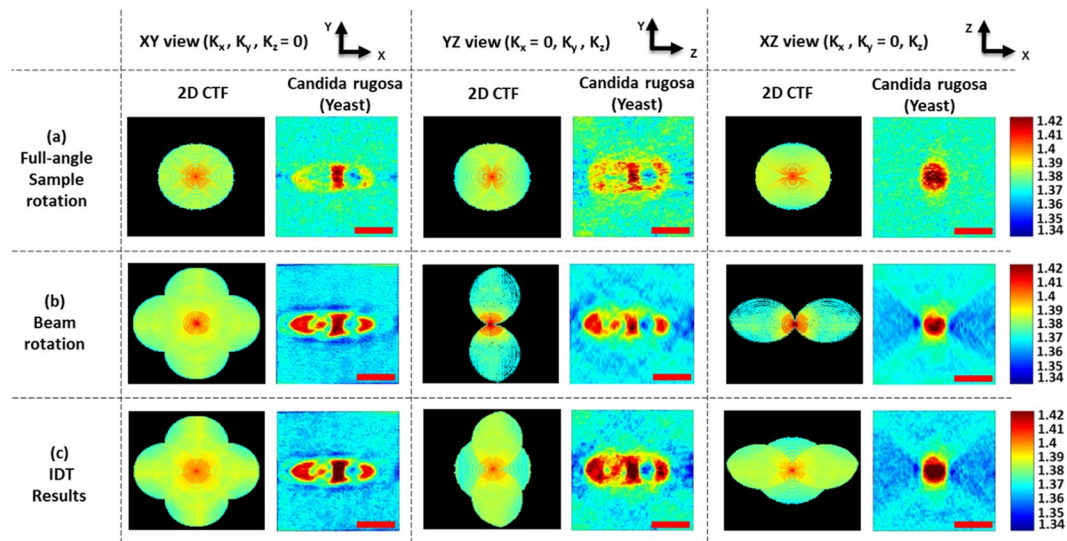 XY view (Kx , Ky , Kz = 0)
Y
X
YZ view (Kx = 0, Ky , Kz)
Y
Z
XZ view (Kx , Ky = 0, Kz)
Z
X
2D CTF
Candida rugosa
(Yeast)
2D CTF
Candida rugosa
(Yeast)
2D CTF
Candida rugosa
(Yeast)
(a)
Full-angle
Sample
rotation
1.42
1.41
1.4
1.39
1.38
1.37
1.36
1.35
1.34
(b)
Beam
rotation
1.42
1.41
1.4
1.39
1.38
1.37
1.36
1.35
1.34
(c)
IDT
Results
1.42
1.41
1.4
1.39
1.38
1.37
1.36
1.35
1.34